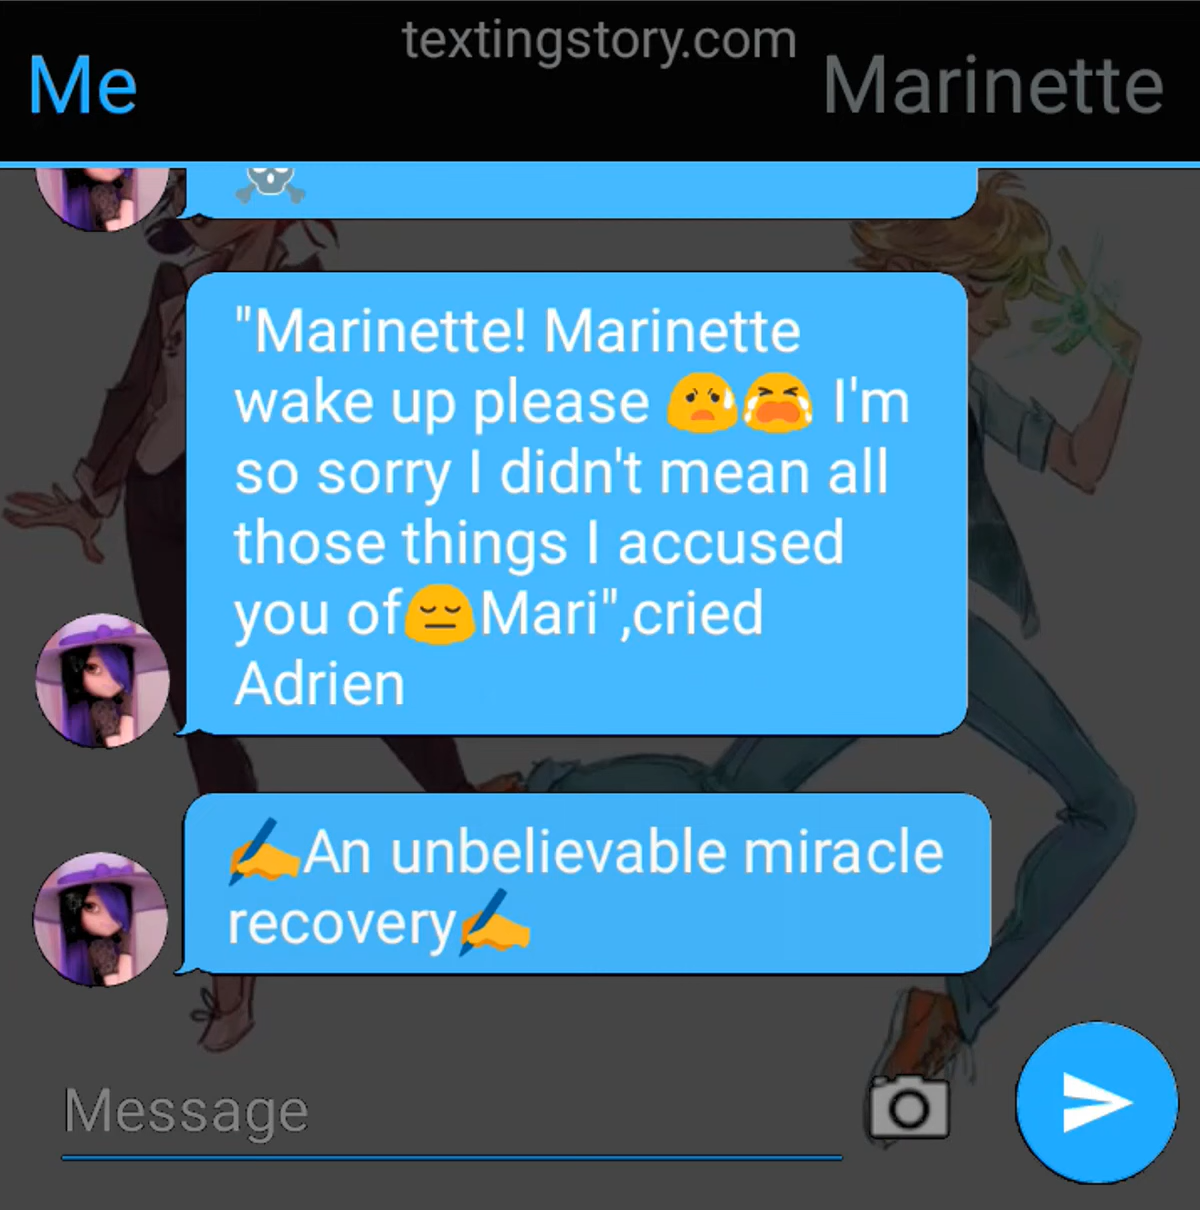 textingstory.com
Me
Marinette
☠
"Marinette! Marinette
wake up please 😧😭 I'm
so sorry I didn't mean all
those things I accused
you of😔Mari",cried
Adrien
✍An unbelievable miracle
recovery✍
Message